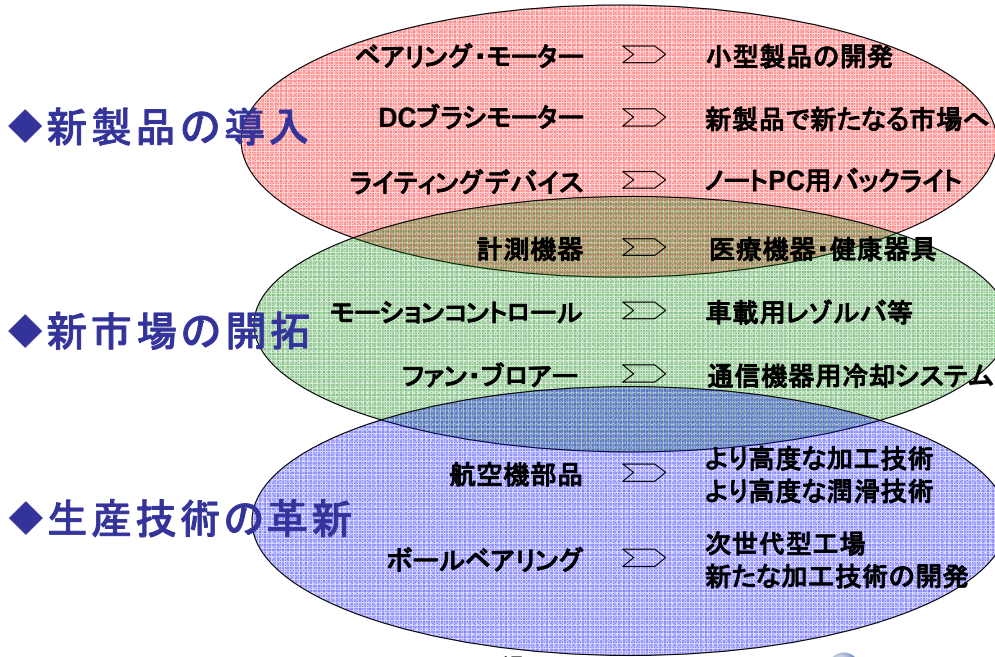 ベアリング・モーター 小型製品の開発
◆新製品の導入 DCブラシモーター 新製品で新たなる市場へ
ライティングデバイス ノートPC用バックライト
計測機器 医療機器・健康器具
◆新市場の開拓 モーションコントロール 車載用レゾルバ等
ファン・ブロアー 通信機器用冷却システム
航空機部品 より高度な加工技術
より高度な潤滑技術
◆生産技術の革新
ボールベアリング 次世代型工場
新たな加工技術の開発